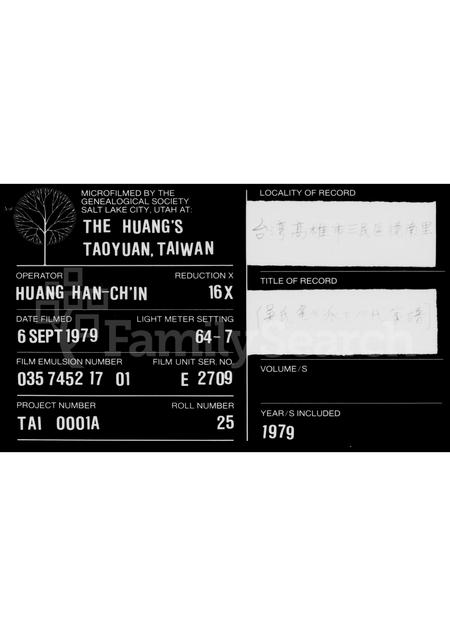 MICROFILMED BY THE
GENEALOGICAL SOCIETY
SALT LAKE CITY, UTAH AT:
THE HUANG'S
TAOYUAN, TAIWAN
OPERATOR REDUCTION X
HUANG HAN-CH'IN 16X
DATE FILMED LIGHT METER SETTING
6 SEPT 1979 64-7
FILM EMULSION NUMBER FILM UNIT SER. NO.
035 7452 17 01 E 2709
PROJECT NUMBER ROLL NUMBER
TAI 0001A 25
LOCALITY OF RECORD
台湾高雄市三民區 南里
TITLE OF RECORD
VOLUME/S
YEAR/S INCLUDED
1979
FamilySearch